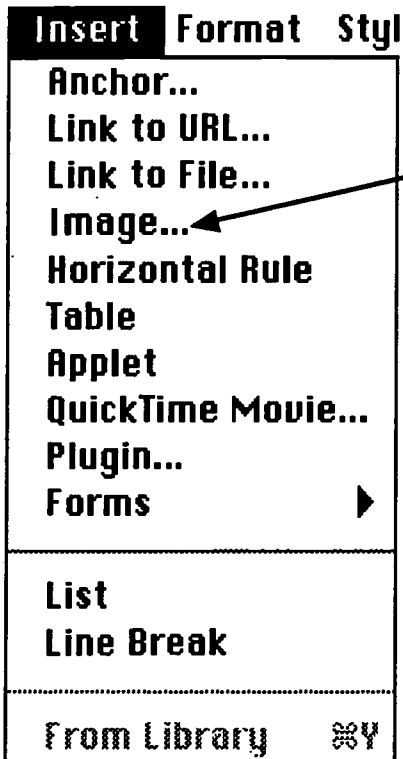 Insert Format Styl
Anchor...
Link to URL...
Link to File...
Image...
Horizontal Rule
Table
Applet
QuickTime Movie...
Plugin...
Forms
List
Line Break
From Library ⌘Y